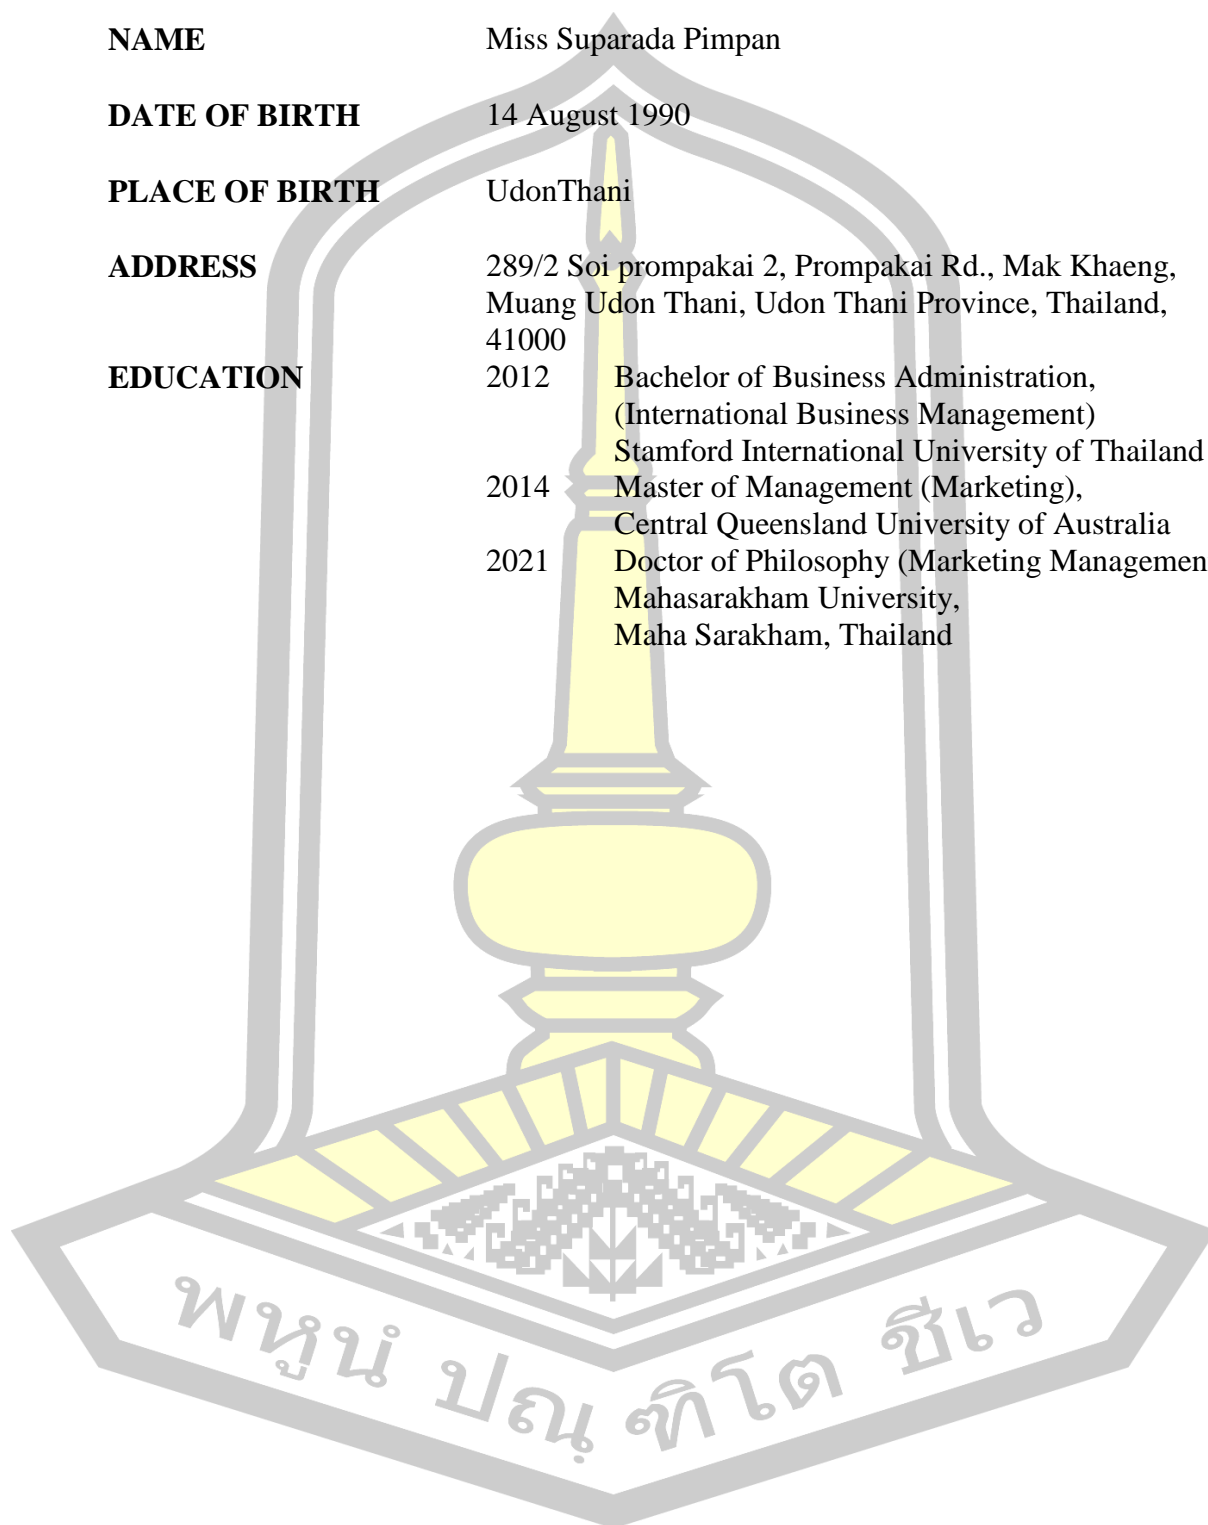 NAME Miss Suparada Pimpan
DATE OF BIRTH 14 August 1990
PLACE OF BIRTH UdonThani
ADDRESS 289/2 Soi prompakai 2, Prompakai Rd., Mak Khaeng,
Muang Udon Thani, Udon Thani Province, Thailand,
41000
EDUCATION 2012 Bachelor of Business Administration,
(International Business Management)
Stamford International University of Thailand
2014 Master of Management (Marketing),
Central Queensland University of Australia
2021 Doctor of Philosophy (Marketing Managemen
Mahasarakham University,
Maha Sarakham, Thailand
พหูนํ ปณฺฑิโต ชีเว